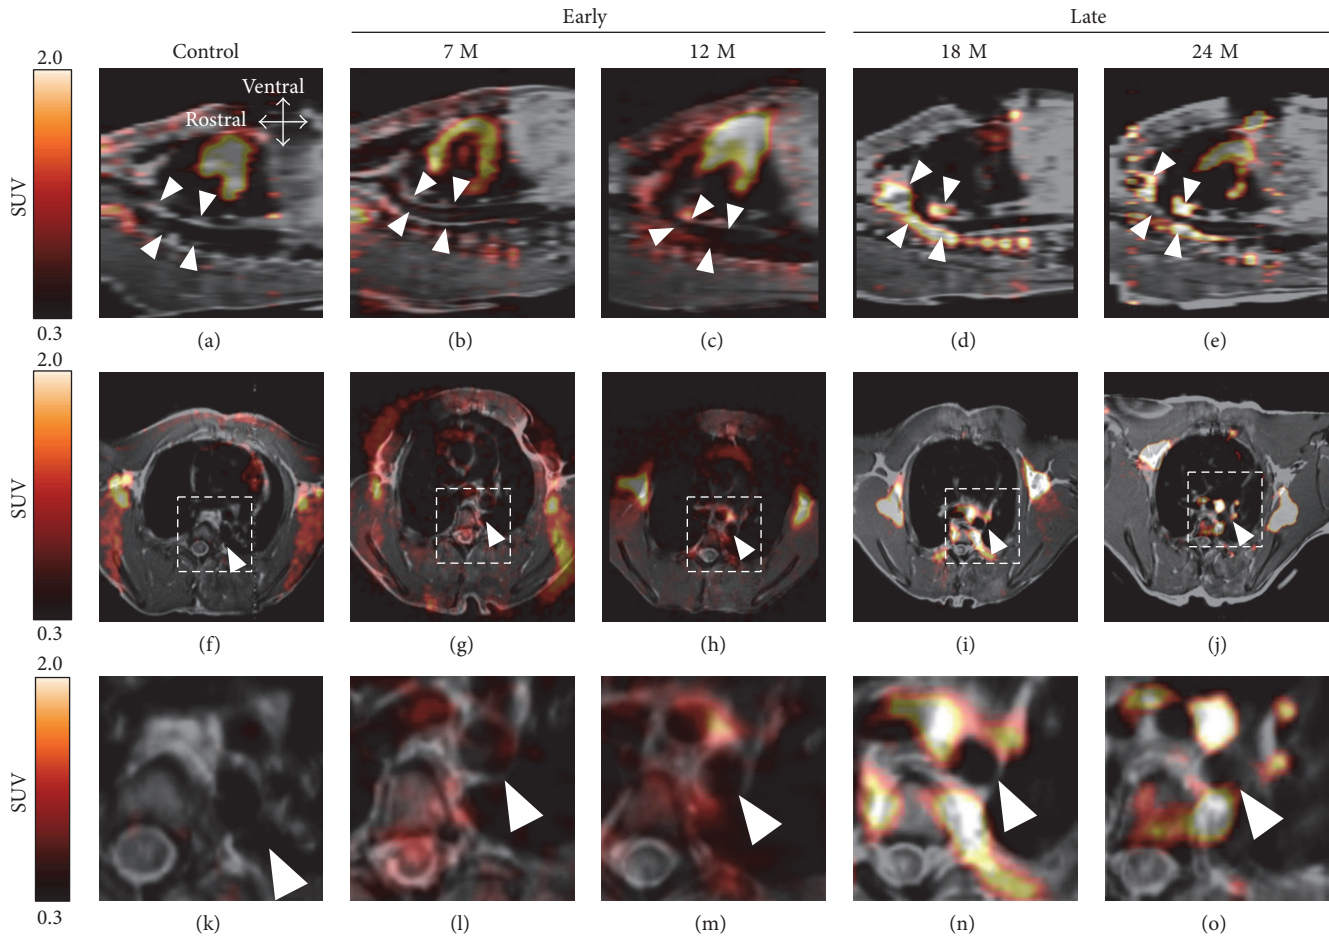 Early
Late
Control
7 M
12 M
18 M
24 M
2.0
SUV
0.3
Ventral
Rostral
(a)
(b)
(c)
(d)
(e)
2.0
SUV
0.3
(f)
(g)
(h)
(i)
(j)
2.0
SUV
0.3
(k)
(l)
(m)
(n)
(o)